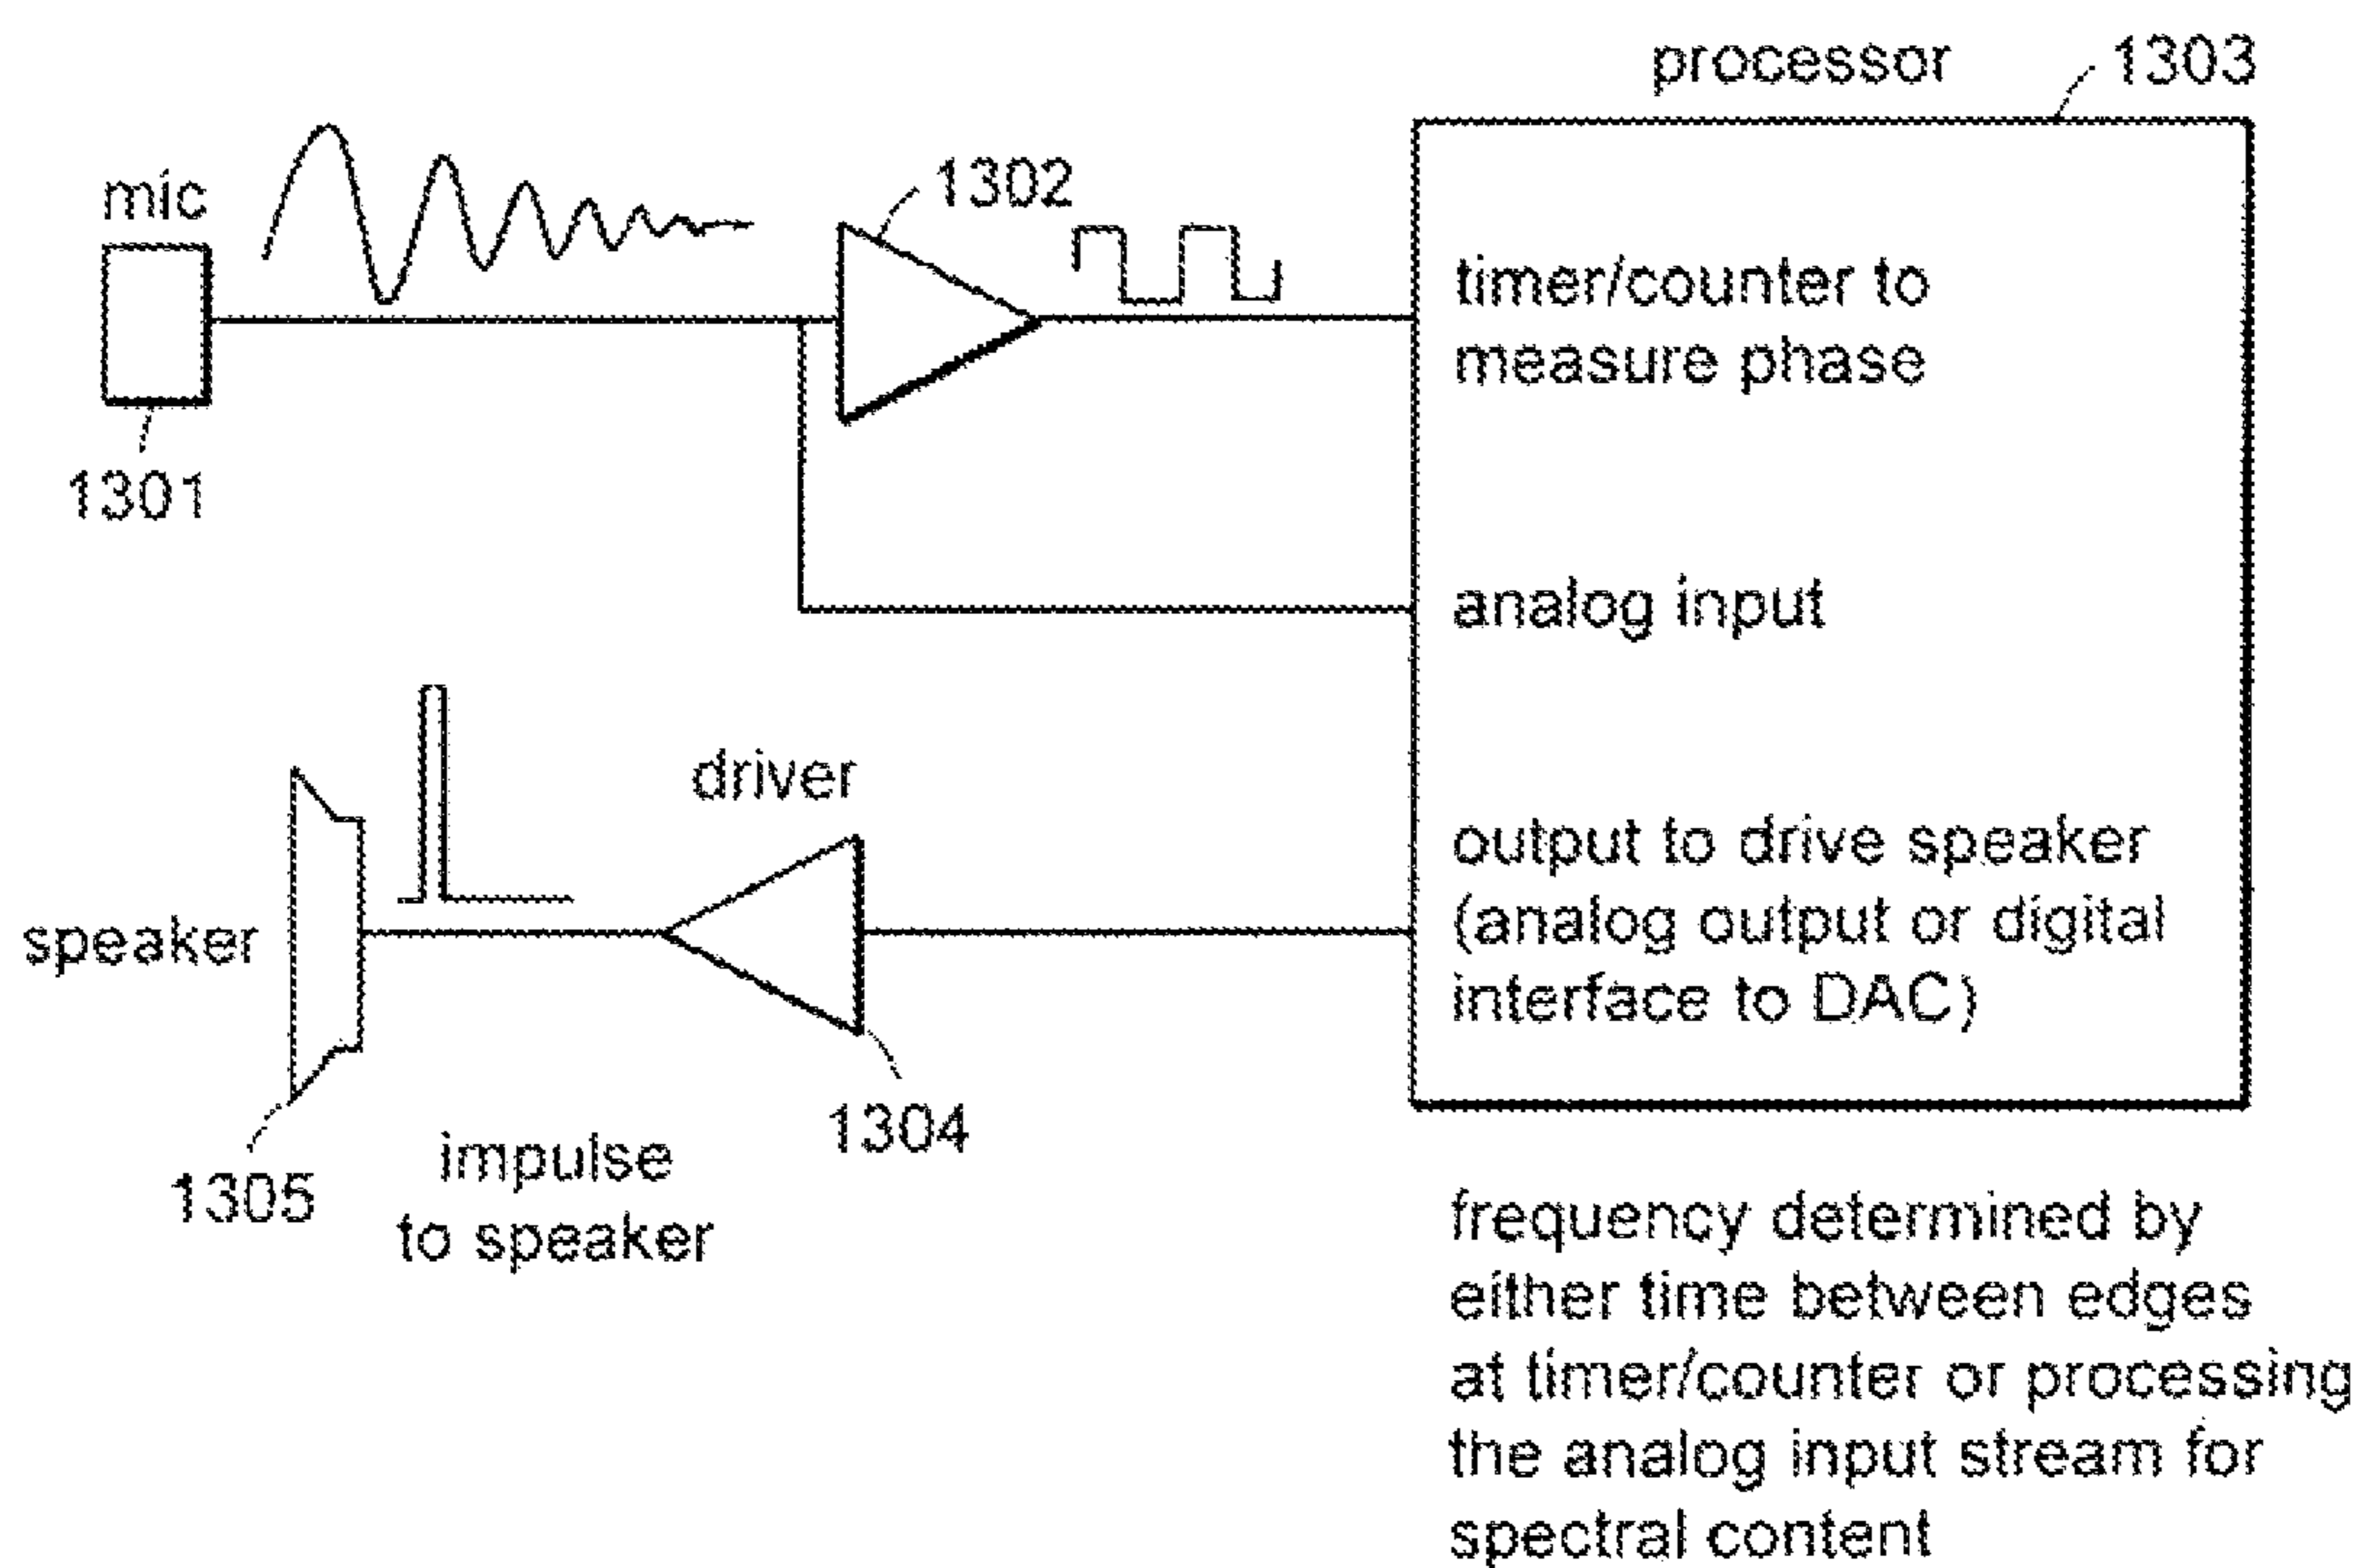 processor
1303
mic
1302
timer/counter to
measure phase
1301
analog input
driver
output to drive speaker
(analog output or digital
interface to DAC)
speaker
1304
impulse
to speaker
1305
frequency determined by
either time between edges
at timer/counter or processing
the analog input stream for
spectral content